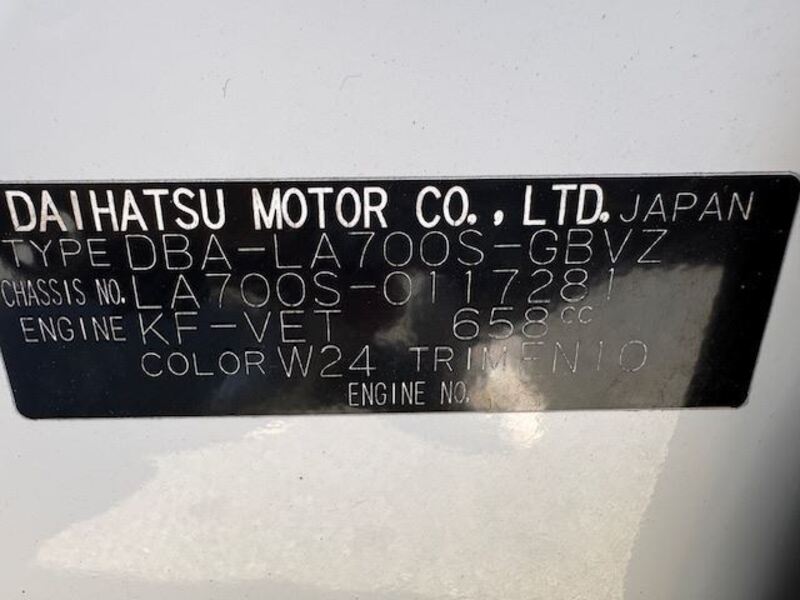 DAIHATSU MOTOR CO., LTD. JAPAN
TYPE DBA-LA700S-GBVZ
CHASSIS NO. LA700S-0117281
ENGINE KF-VET 658cc
COLOR W24 TRIM FN10
ENGINE NO.